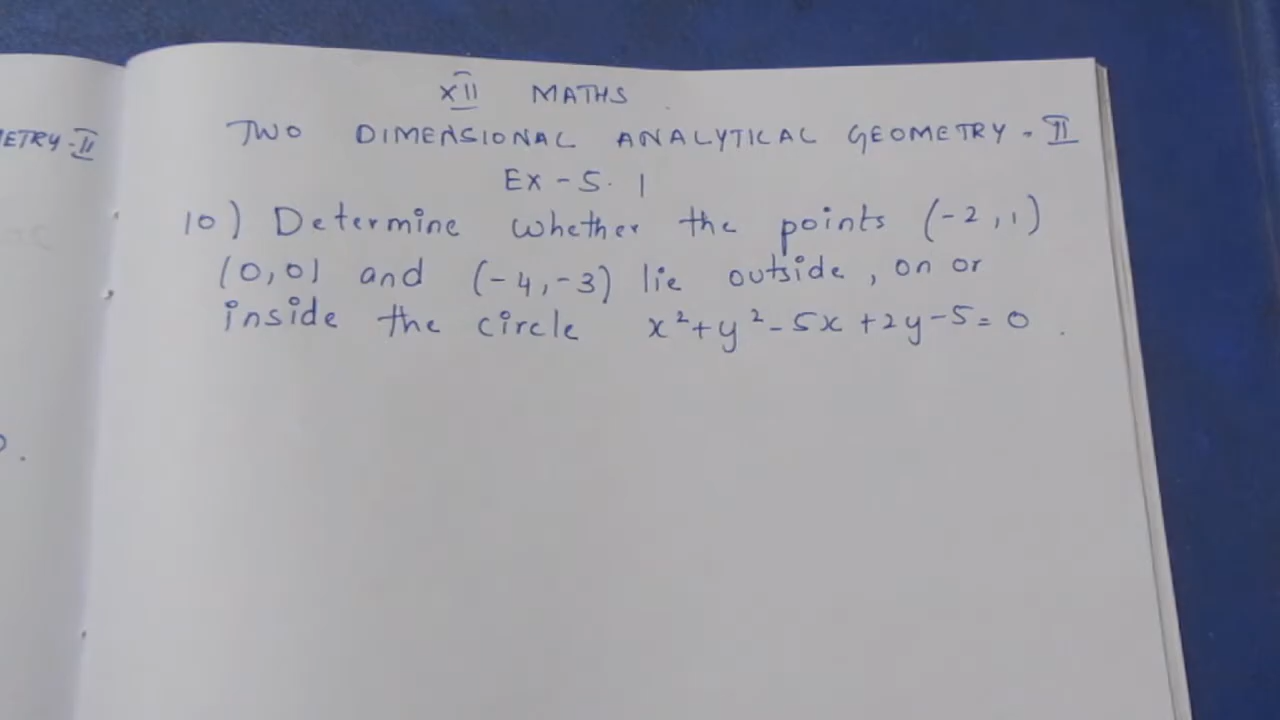 ETRY-II
XII MATHS
TWO DIMENSIONAL ANALYTICAL GEOMETRY - II
EX - 5.1
10) Determine whether the points (-2,1)
(0,0) and (-4,-3) lie outside, on or
inside the circle x²+y²-5x+2y-5=0.